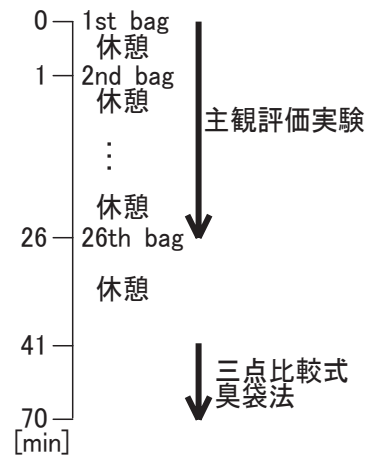 0 1st bag
休憩
1 2nd bag
休憩
主観評価実験
⋮
休憩
26 26th bag
休憩
41
三点比較式
臭袋法
70
[min]